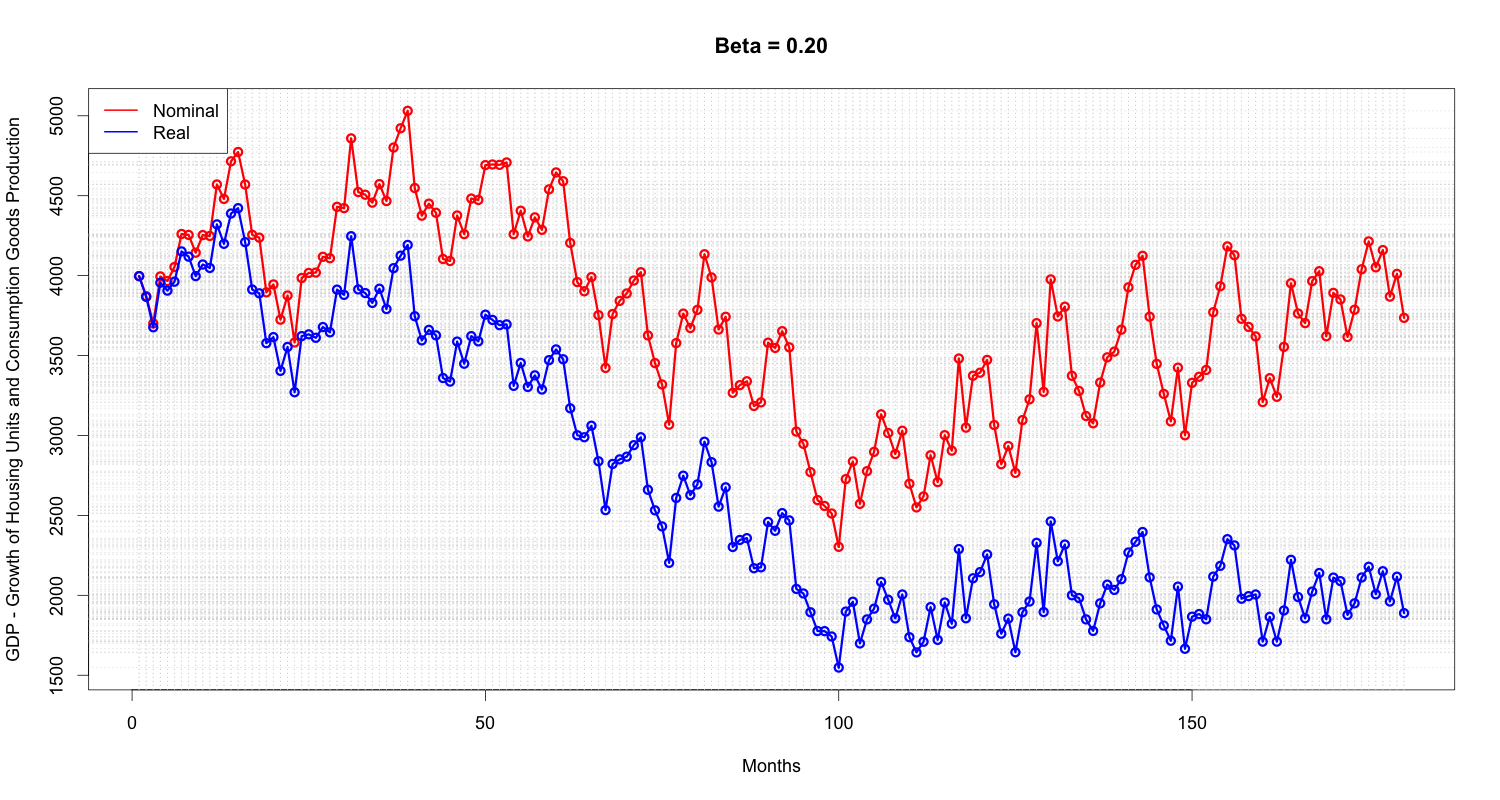 Beta = 0.20
GDP - Growth of Housing Units and Consumption Goods Production
5000
4500
4000
3500
3000
2500
2000
1500
Nominal
Real
0 50 100 150
Months